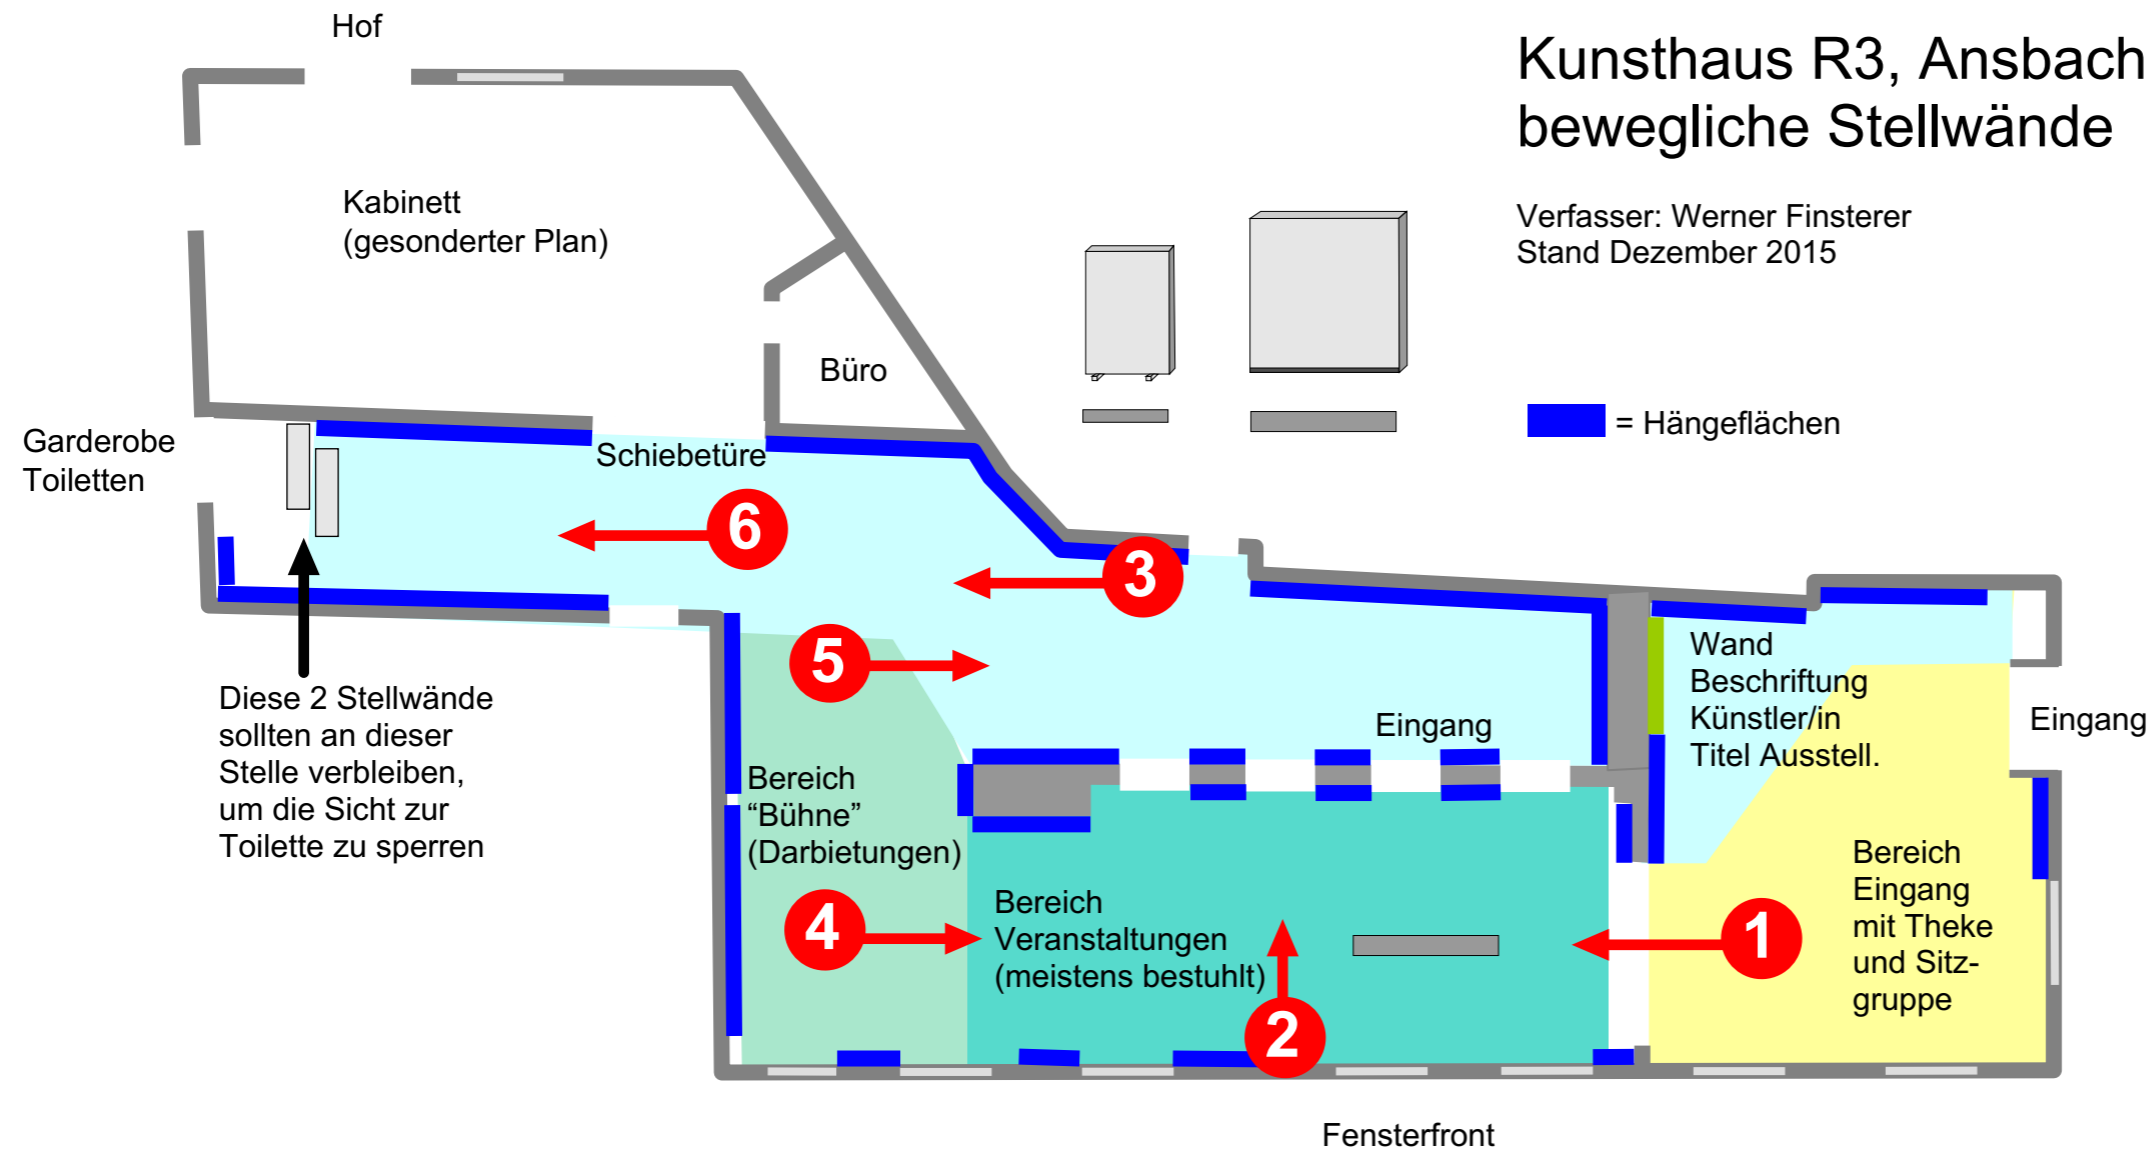 Hof
Kunsthaus R3, Ansbach
bewegliche Stellwände
Verfasser: Werner Finsterer
Stand Dezember 2015
Kabinett
(gesonderter Plan)
Büro
= Hängeflächen
Garderobe
Toiletten
Schiebetüre
6
3
5
Wand
Beschriftung
Künstler/in
Titel Ausstell.
Eingang
Eingang
Diese 2 Stellwände
sollten an dieser
Stelle verbleiben,
um die Sicht zur
Toilette zu sperren
Bereich
“Bühne”
(Darbietungen)
4
Bereich
Veranstaltungen
(meistens bestuhlt)
2
1
Bereich
Eingang
mit Theke
und Sitz-
gruppe
Fensterfront